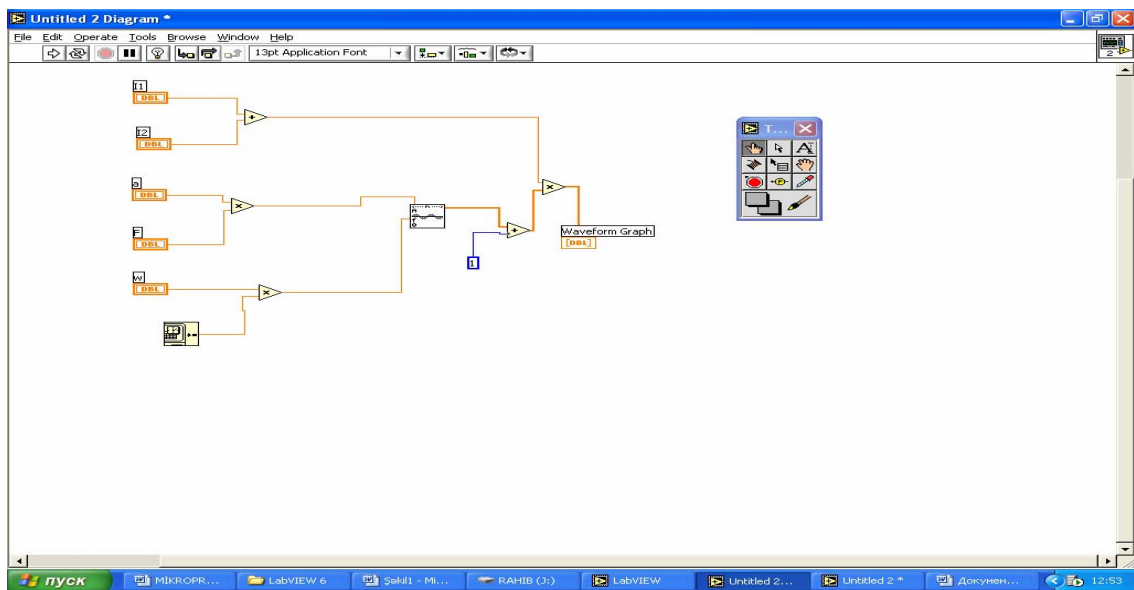 Untitled 2 Diagram *
File Edit Operate Tools Browse Window Help
13pt Application Font
2
I1
DBL
I2
DBL
a
DBL
F
DBL
W
DBL
1
Waveform Graph
[DBL]
T...
пуск MİKROPR... LabVIEW 6 Şəkil1 - Mi... RAHIB (J:) LabVIEW Untitled 2... Untitled 2 * Докумен... 12:53